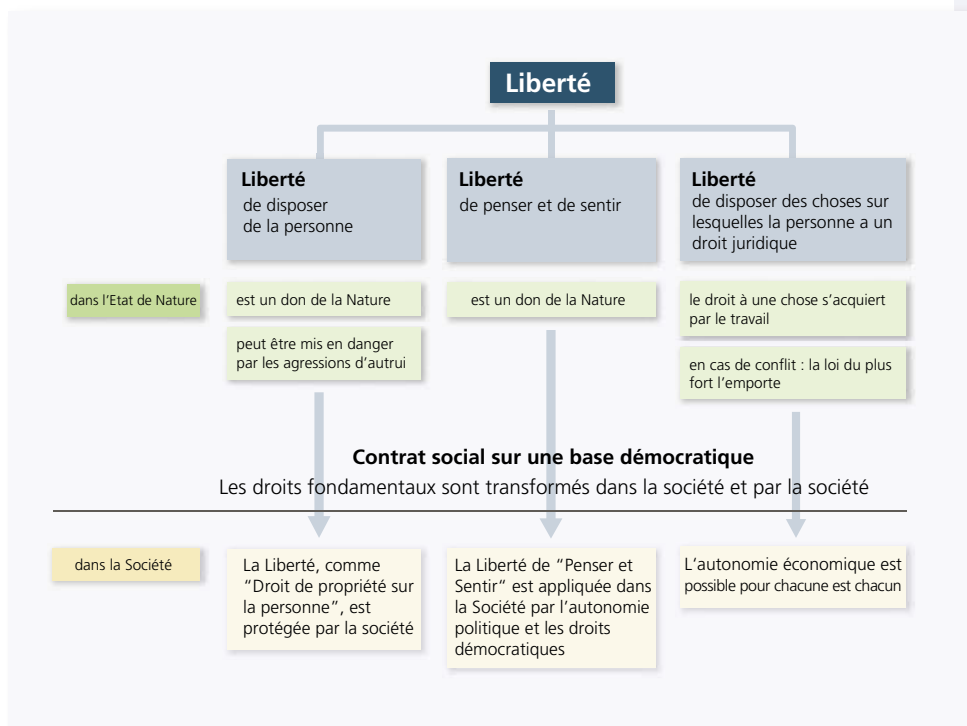 Liberté
Liberté
de disposer
de la personne
Liberté
de penser et de sentir
Liberté
de disposer des choses sur
lesquelles la personne a un
droit juridique
dans l’Etat de Nature
est un don de la Nature
peut être mis en danger
par les agressions d’autrui
est un don de la Nature
le droit à une chose s’acquiert
par le travail
en cas de conflit : la loi du plus
fort l’emporte
Contrat social sur une base démocratique
Les droits fondamentaux sont transformés dans la société et par la société
dans la Société
La Liberté, comme
“Droit de propriété sur
la personne”, est
protégée par la société
La Liberté de “Penser et
Sentir“ est appliquée dans
la Société par l’autonomie
politique et les droits
démocratiques
L’autonomie économique est
possible pour chacune est chacun